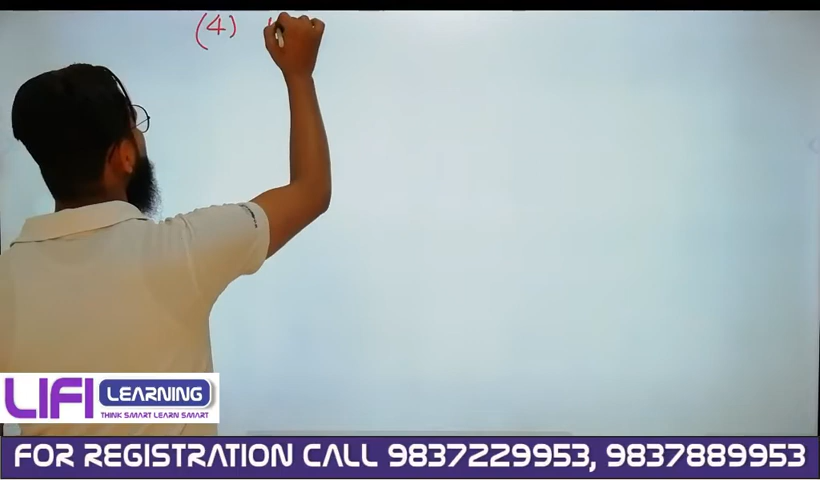 (4)
LIFI LEARNING
THINK SMART LEARN SMART
FOR REGISTRATION CALL 9837229953, 9837889953